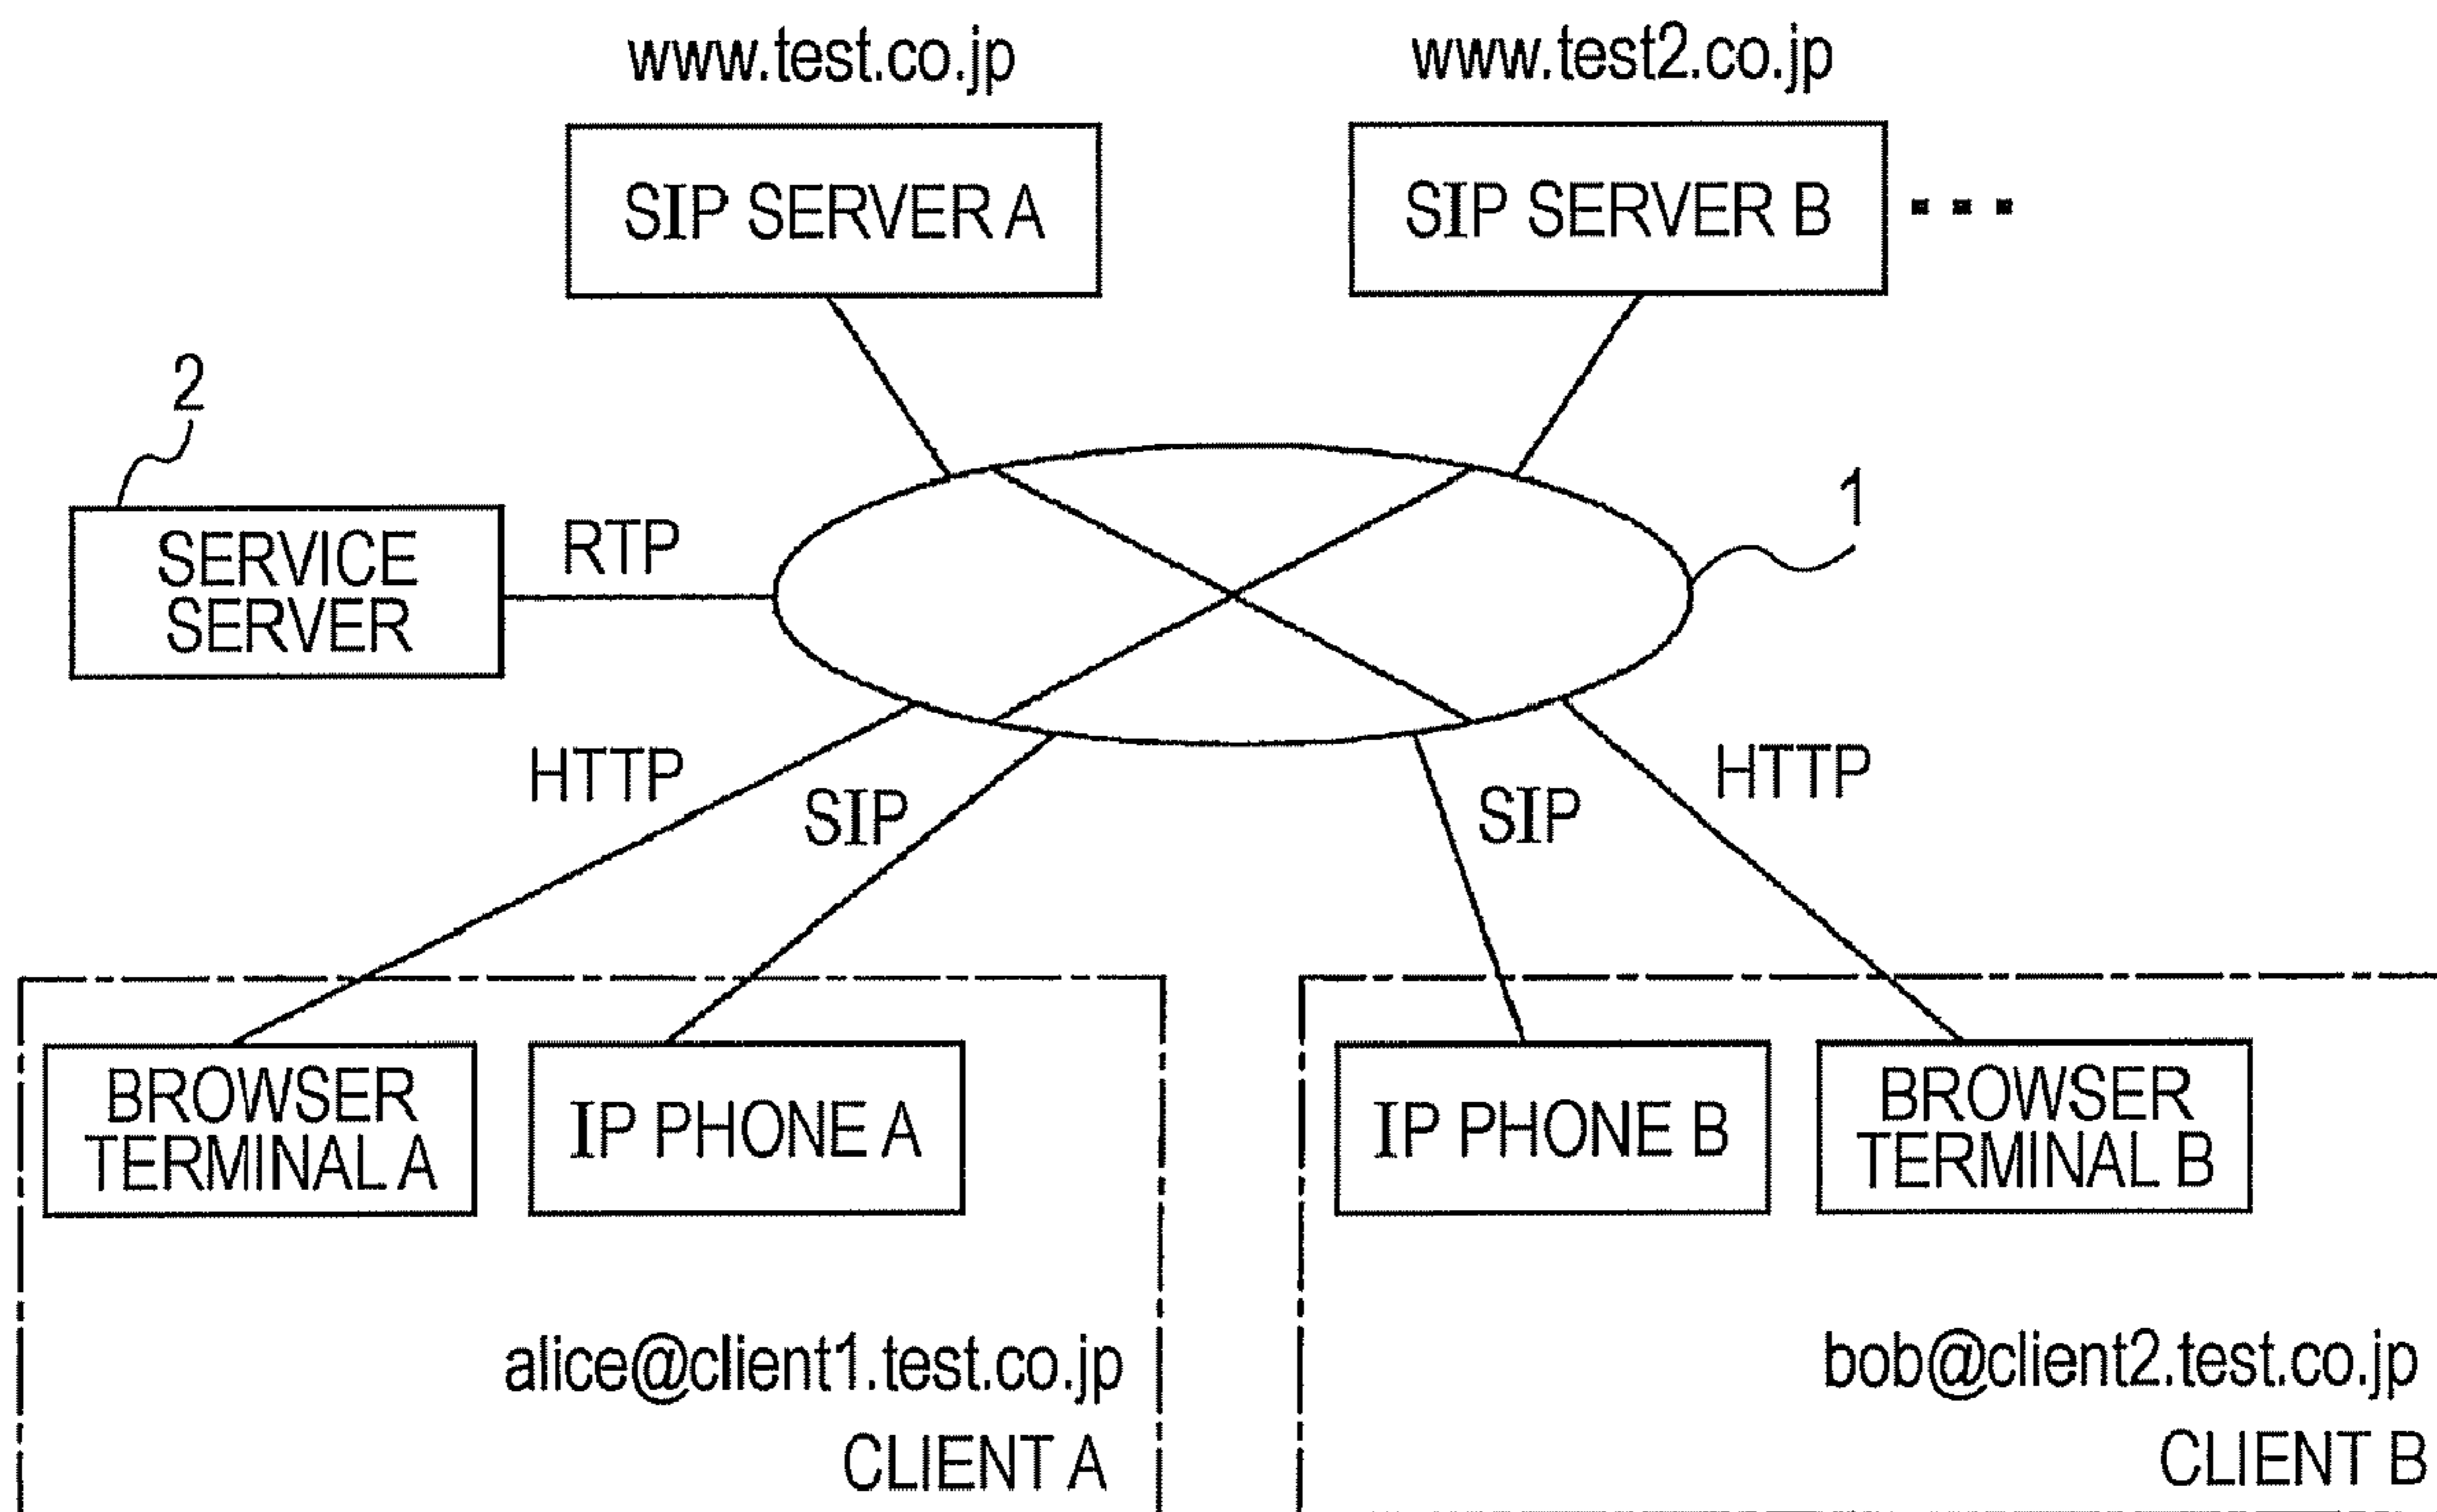 www.test.co.jp
www.test2.co.jp
SIP SERVER A
SIP SERVER B ...
2
1
SERVICE
SERVER
RTP
HTTP
SIP
SIP
HTTP
BROWSER
TERMINAL A
IP PHONE A
IP PHONE B
BROWSER
TERMINAL B
alice@client1.test.co.jp
CLIENT A
bob@client2.test.co.jp
CLIENT B